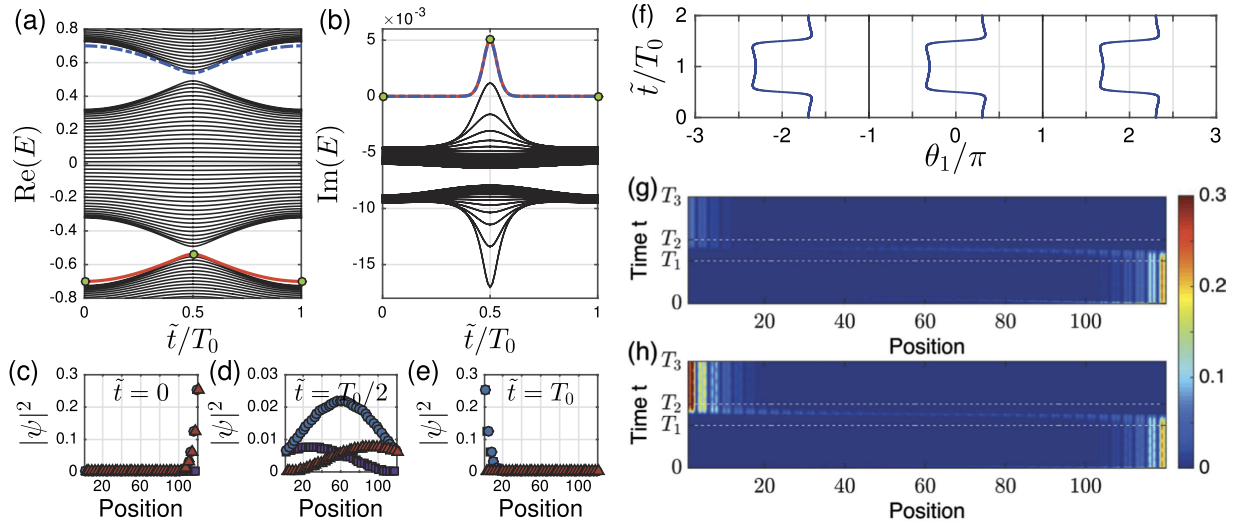 (a)
0.8
0.6
0.4
0.2
0
-0.2
-0.4
-0.6
-0.8
Re(E)
0
0.5
1
t̃/T₀
(b)
×10⁻³
5
0
-5
-10
-15
Im(E)
0
0.5
1
t̃/T₀
(c)
0.3
0.2
0.1
0
|ψ|²
t̃ = 0
20
60
100
Position
(d)
0.03
0.02
0.01
0
|ψ|²
t̃ = T₀/2
20
60
100
Position
(e)
0.3
0.2
0.1
0
|ψ|²
t̃ = T₀
20
60
100
Position
(f)
2
1
0
t̃/T₀
-3
-2
-1
0
1
2
3
θ₁/π
(g)
T₃
T₂
T₁
0
Time t
20
40
60
80
100
Position
(h)
T₃
T₂
T₁
0
Time t
20
40
60
80
100
Position
0.3
0.2
0.1
0